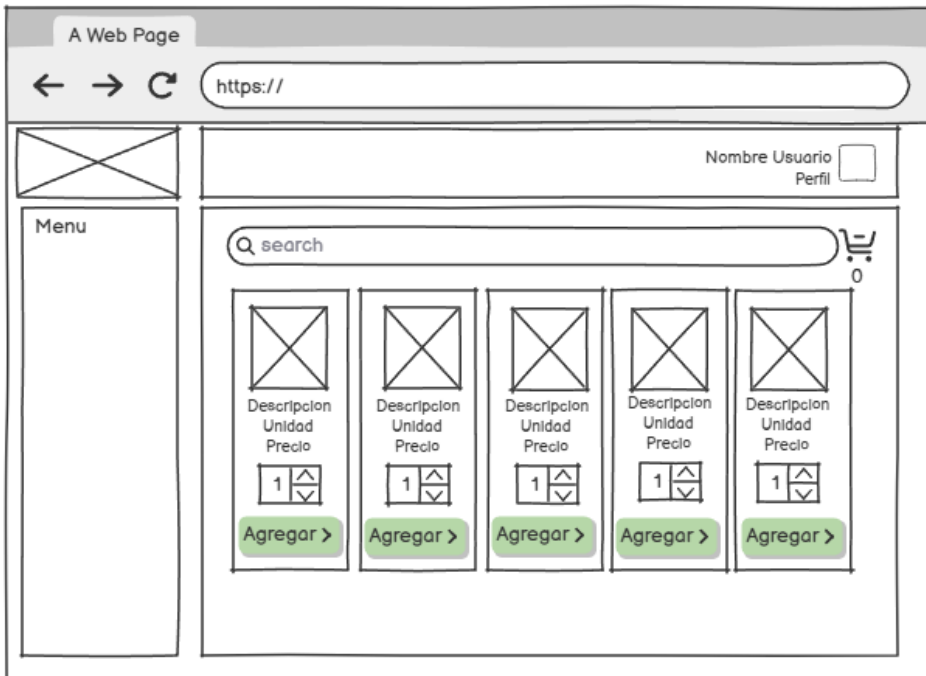 A Web Page
https://
Nombre Usuario
Perfil
Menu
search
0
Descripcion
Unidad
Precio
1
Agregar
Descripcion
Unidad
Precio
1
Agregar
Descripcion
Unidad
Precio
1
Agregar
Descripcion
Unidad
Precio
1
Agregar
Descripcion
Unidad
Precio
1
Agregar